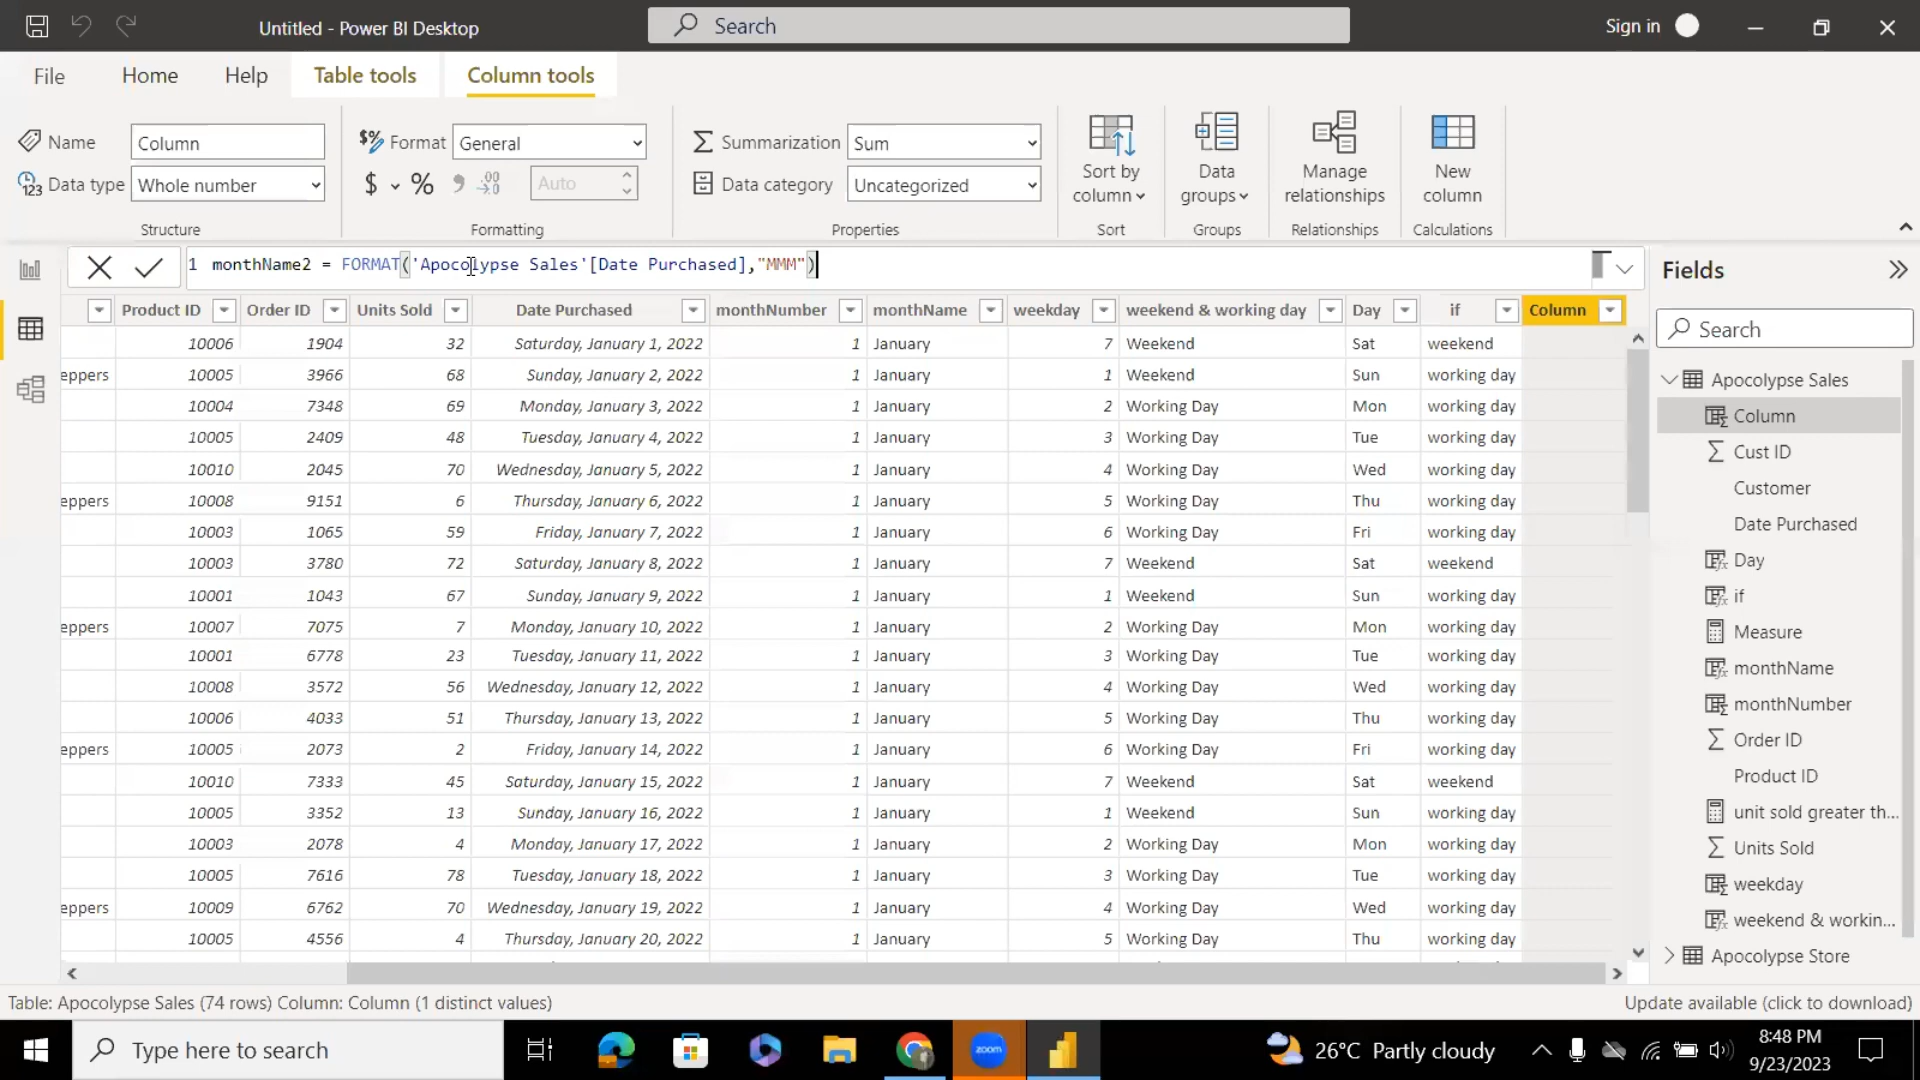 Untitled - Power BI Desktop
Search
Sign in
File
Home
Help
Table tools
Column tools
Name
Column
Format
General
Summarization
Sum
Data type
Whole number
Auto
Data category
Uncategorized
Sort by column
Data groups
Manage relationships
New column
Structure
Formatting
Properties
Sort
Groups
Relationships
Calculations
1 monthName2 = FORMAT('Apocolypse Sales'[Date Purchased],"MMM")
Product ID Order ID Units Sold Date Purchased monthNumber monthName weekday weekend & working day Day if Column
10006 1904 32 Saturday, January 1, 2022 1 January 7 Weekend Sat weekend
eppers 10005 3966 68 Sunday, January 2, 2022 1 January 1 Weekend Sun working day
10004 7348 69 Monday, January 3, 2022 1 January 2 Working Day Mon working day
10005 2409 48 Tuesday, January 4, 2022 1 January 3 Working Day Tue working day
10010 2045 70 Wednesday, January 5, 2022 1 January 4 Working Day Wed working day
eppers 10008 9151 6 Thursday, January 6, 2022 1 January 5 Working Day Thu working day
10003 1065 59 Friday, January 7, 2022 1 January 6 Working Day Fri working day
10003 3780 72 Saturday, January 8, 2022 1 January 7 Weekend Sat weekend
10001 1043 67 Sunday, January 9, 2022 1 January 1 Weekend Sun working day
eppers 10007 7075 7 Monday, January 10, 2022 1 January 2 Working Day Mon working day
10001 6778 23 Tuesday, January 11, 2022 1 January 3 Working Day Tue working day
10008 3572 56 Wednesday, January 12, 2022 1 January 4 Working Day Wed working day
10006 4033 51 Thursday, January 13, 2022 1 January 5 Working Day Thu working day
eppers 10005 2073 2 Friday, January 14, 2022 1 January 6 Working Day Fri working day
10010 7333 45 Saturday, January 15, 2022 1 January 7 Weekend Sat weekend
10005 3352 13 Sunday, January 16, 2022 1 January 1 Weekend Sun working day
10003 2078 4 Monday, January 17, 2022 1 January 2 Working Day Mon working day
10005 7616 78 Tuesday, January 18, 2022 1 January 3 Working Day Tue working day
eppers 10009 6762 70 Wednesday, January 19, 2022 1 January 4 Working Day Wed working day
10005 4556 4 Thursday, January 20, 2022 1 January 5 Working Day Thu working day
Fields
Search
Apocolypse Sales
Column
Cust ID
Customer
Date Purchased
Day
if
Measure
monthName
monthNumber
Order ID
Product ID
unit sold greater th...
Units Sold
weekday
weekend & workin...
Apocolypse Store
Table: Apocolypse Sales (74 rows) Column: Column (1 distinct values)
Update available (click to download)
Type here to search
zoom
26°C Partly cloudy
8:48 PM
9/23/2023